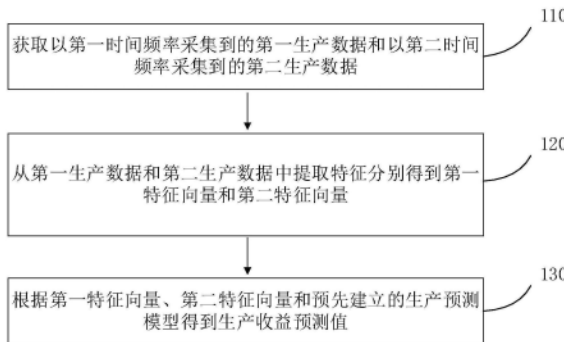 110
获取以第一时间频率采集到的第一生产数据和以第二时间
频率采集到的第二生产数据
120
从第一生产数据和第二生产数据中提取特征分别得到第一
特征向量和第二特征向量
130
根据第一特征向量、第二特征向量和预先建立的生产预测
模型得到生产收益预测值